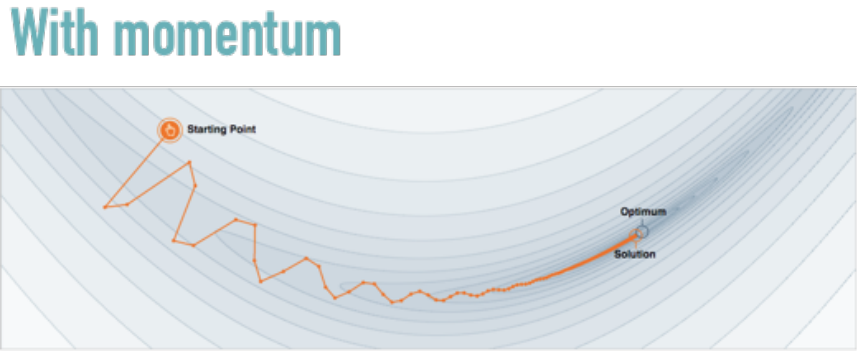 With momentum
Starting Point
Optimum
Solution